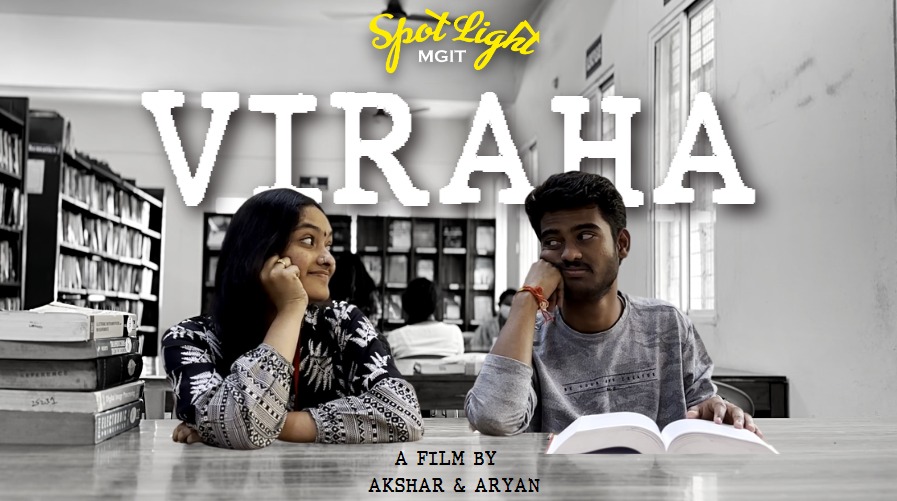 Spot Light
MGIT
VIRAHA
A FILM BY
AKSHAR & ARYAN